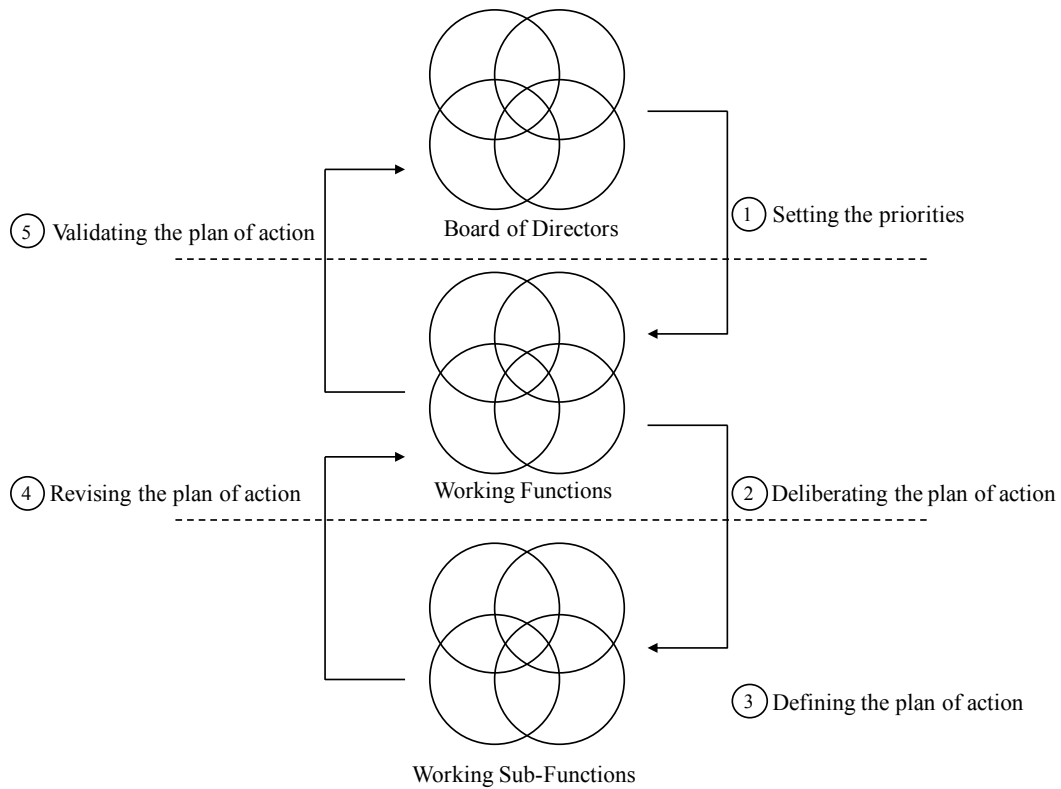 Board of Directors
1 Setting the priorities
5 Validating the plan of action
Working Functions
4 Revising the plan of action
2 Deliberating the plan of action
3 Defining the plan of action
Working Sub-Functions